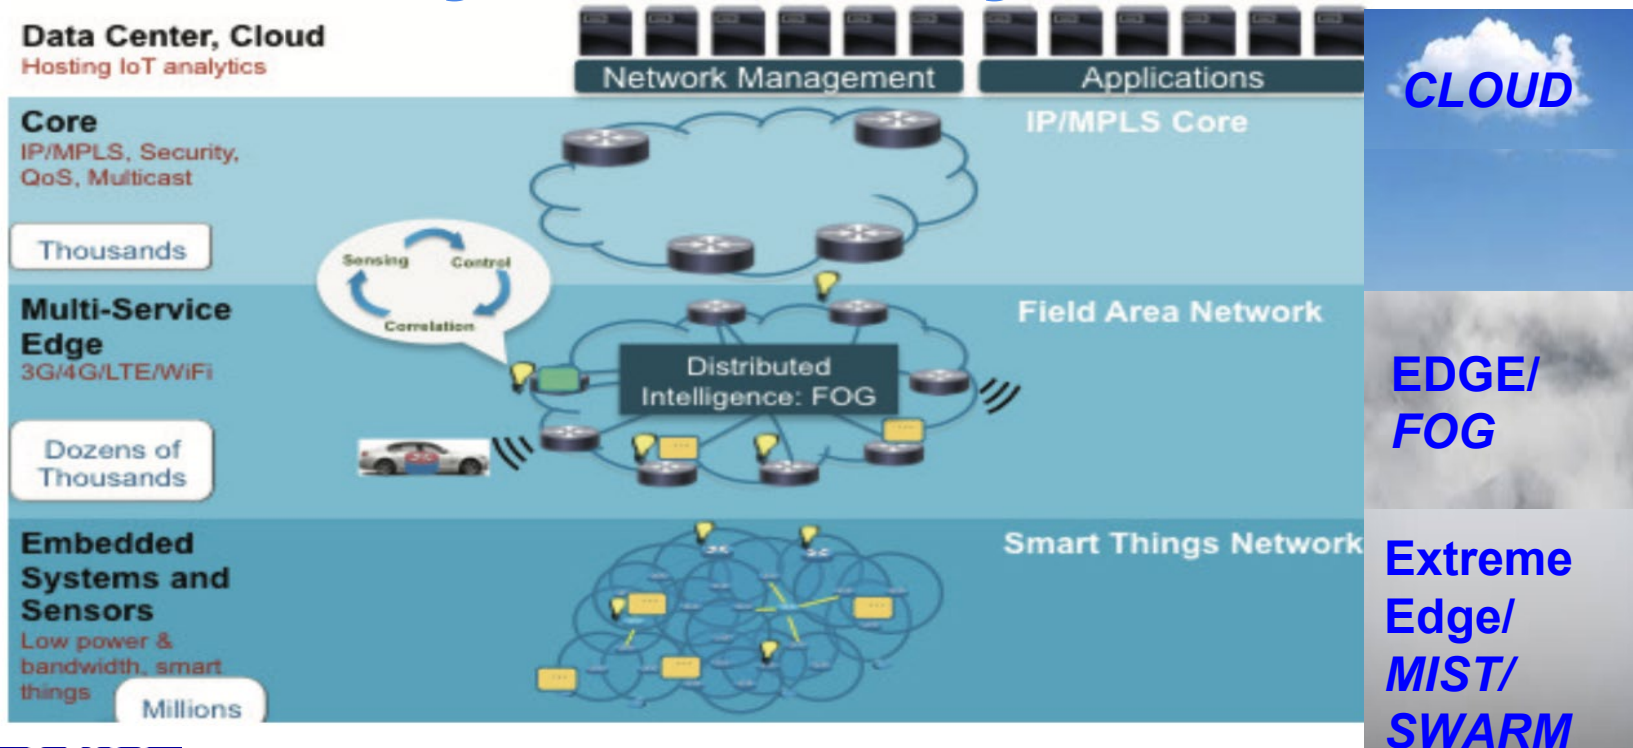 Data Center, Cloud
Hosting IoT analytics
Network Management
Applications
CLOUD
Core
IP/MPLS, Security,
QoS, Multicast
IP/MPLS Core
Thousands
Sensing
Control
Correlation
Multi-Service
Edge
3G/4G/LTE/WiFi
Field Area Network
Distributed
Intelligence: FOG
EDGE/
FOG
Dozens of
Thousands
Embedded
Systems and
Sensors
Low power &
bandwidth, smart
things
Smart Things Network
Millions
Extreme
Edge/
MIST/
SWARM